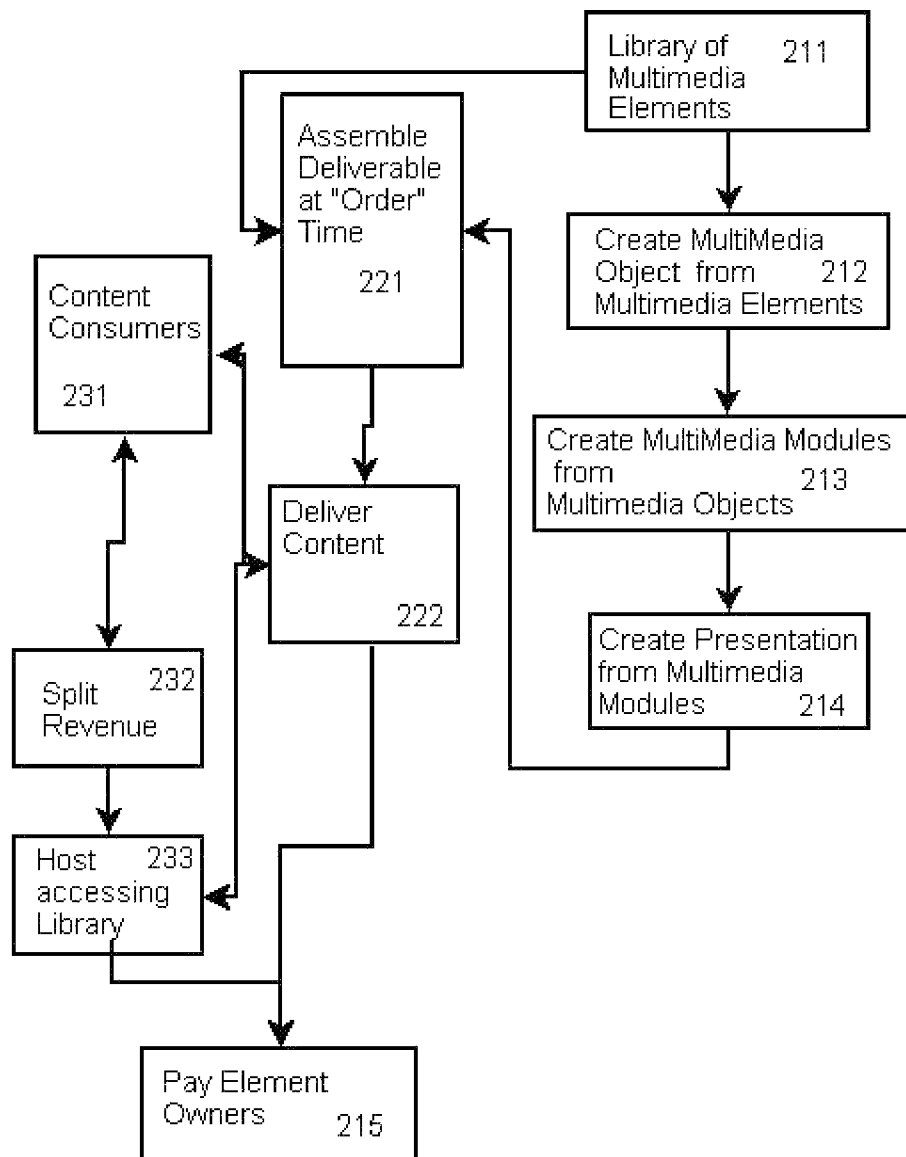 Library of
Multimedia
Elements
211
Assemble
Deliverable
at "Order"
Time
221
Create MultiMedia
Object from
Multimedia Elements
212
Content
Consumers
231
Create MultiMedia Modules
from
Multimedia Objects
213
Deliver
Content
222
Create Presentation
from Multimedia
Modules
214
Split
Revenue
232
Host
accessing
Library
233
Pay Element
Owners
215